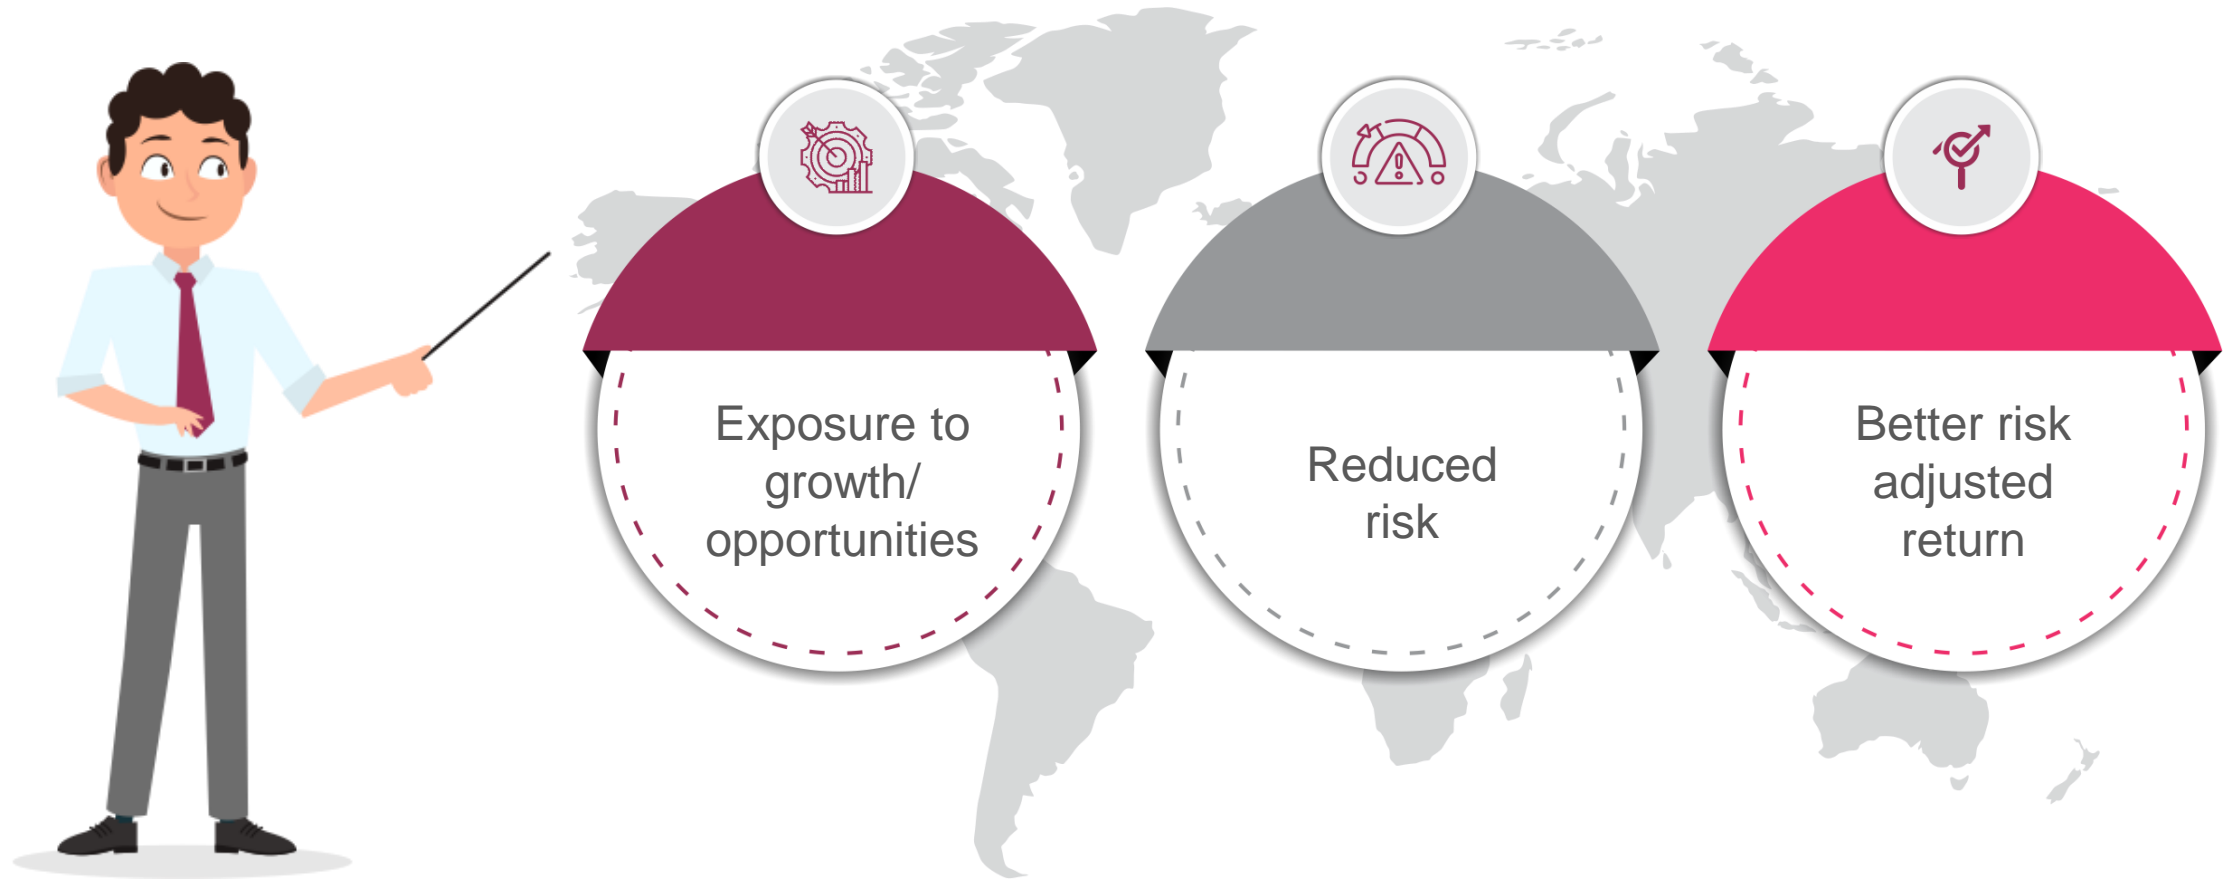 Exposure to
growth/
opportunities
Reduced
risk
Better risk
adjusted
return